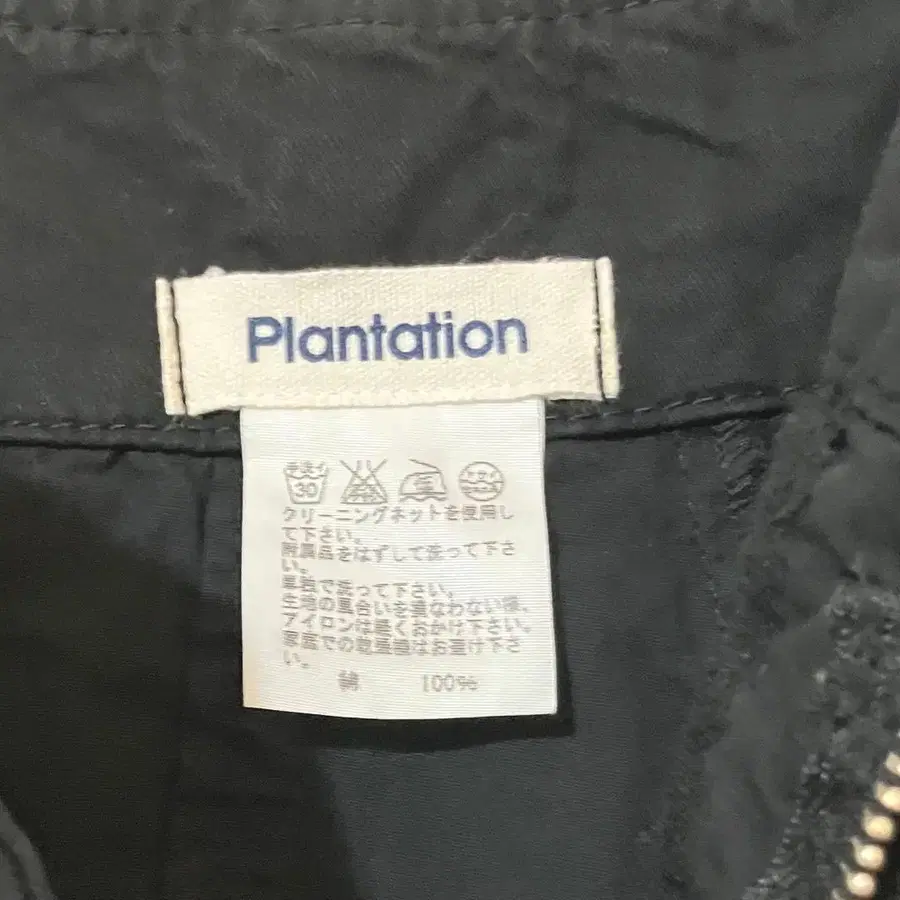 Plantation
手洗イ
30
クリーニングネットを使用し
て下さい。
附属品をはずして洗って下さ
い。
単独で洗って下さい。
生地の風合いを損なわない様、
アイロンは軽くおかけ下さい。
家庭での乾燥機はお避け下さ
い。
綿 100%